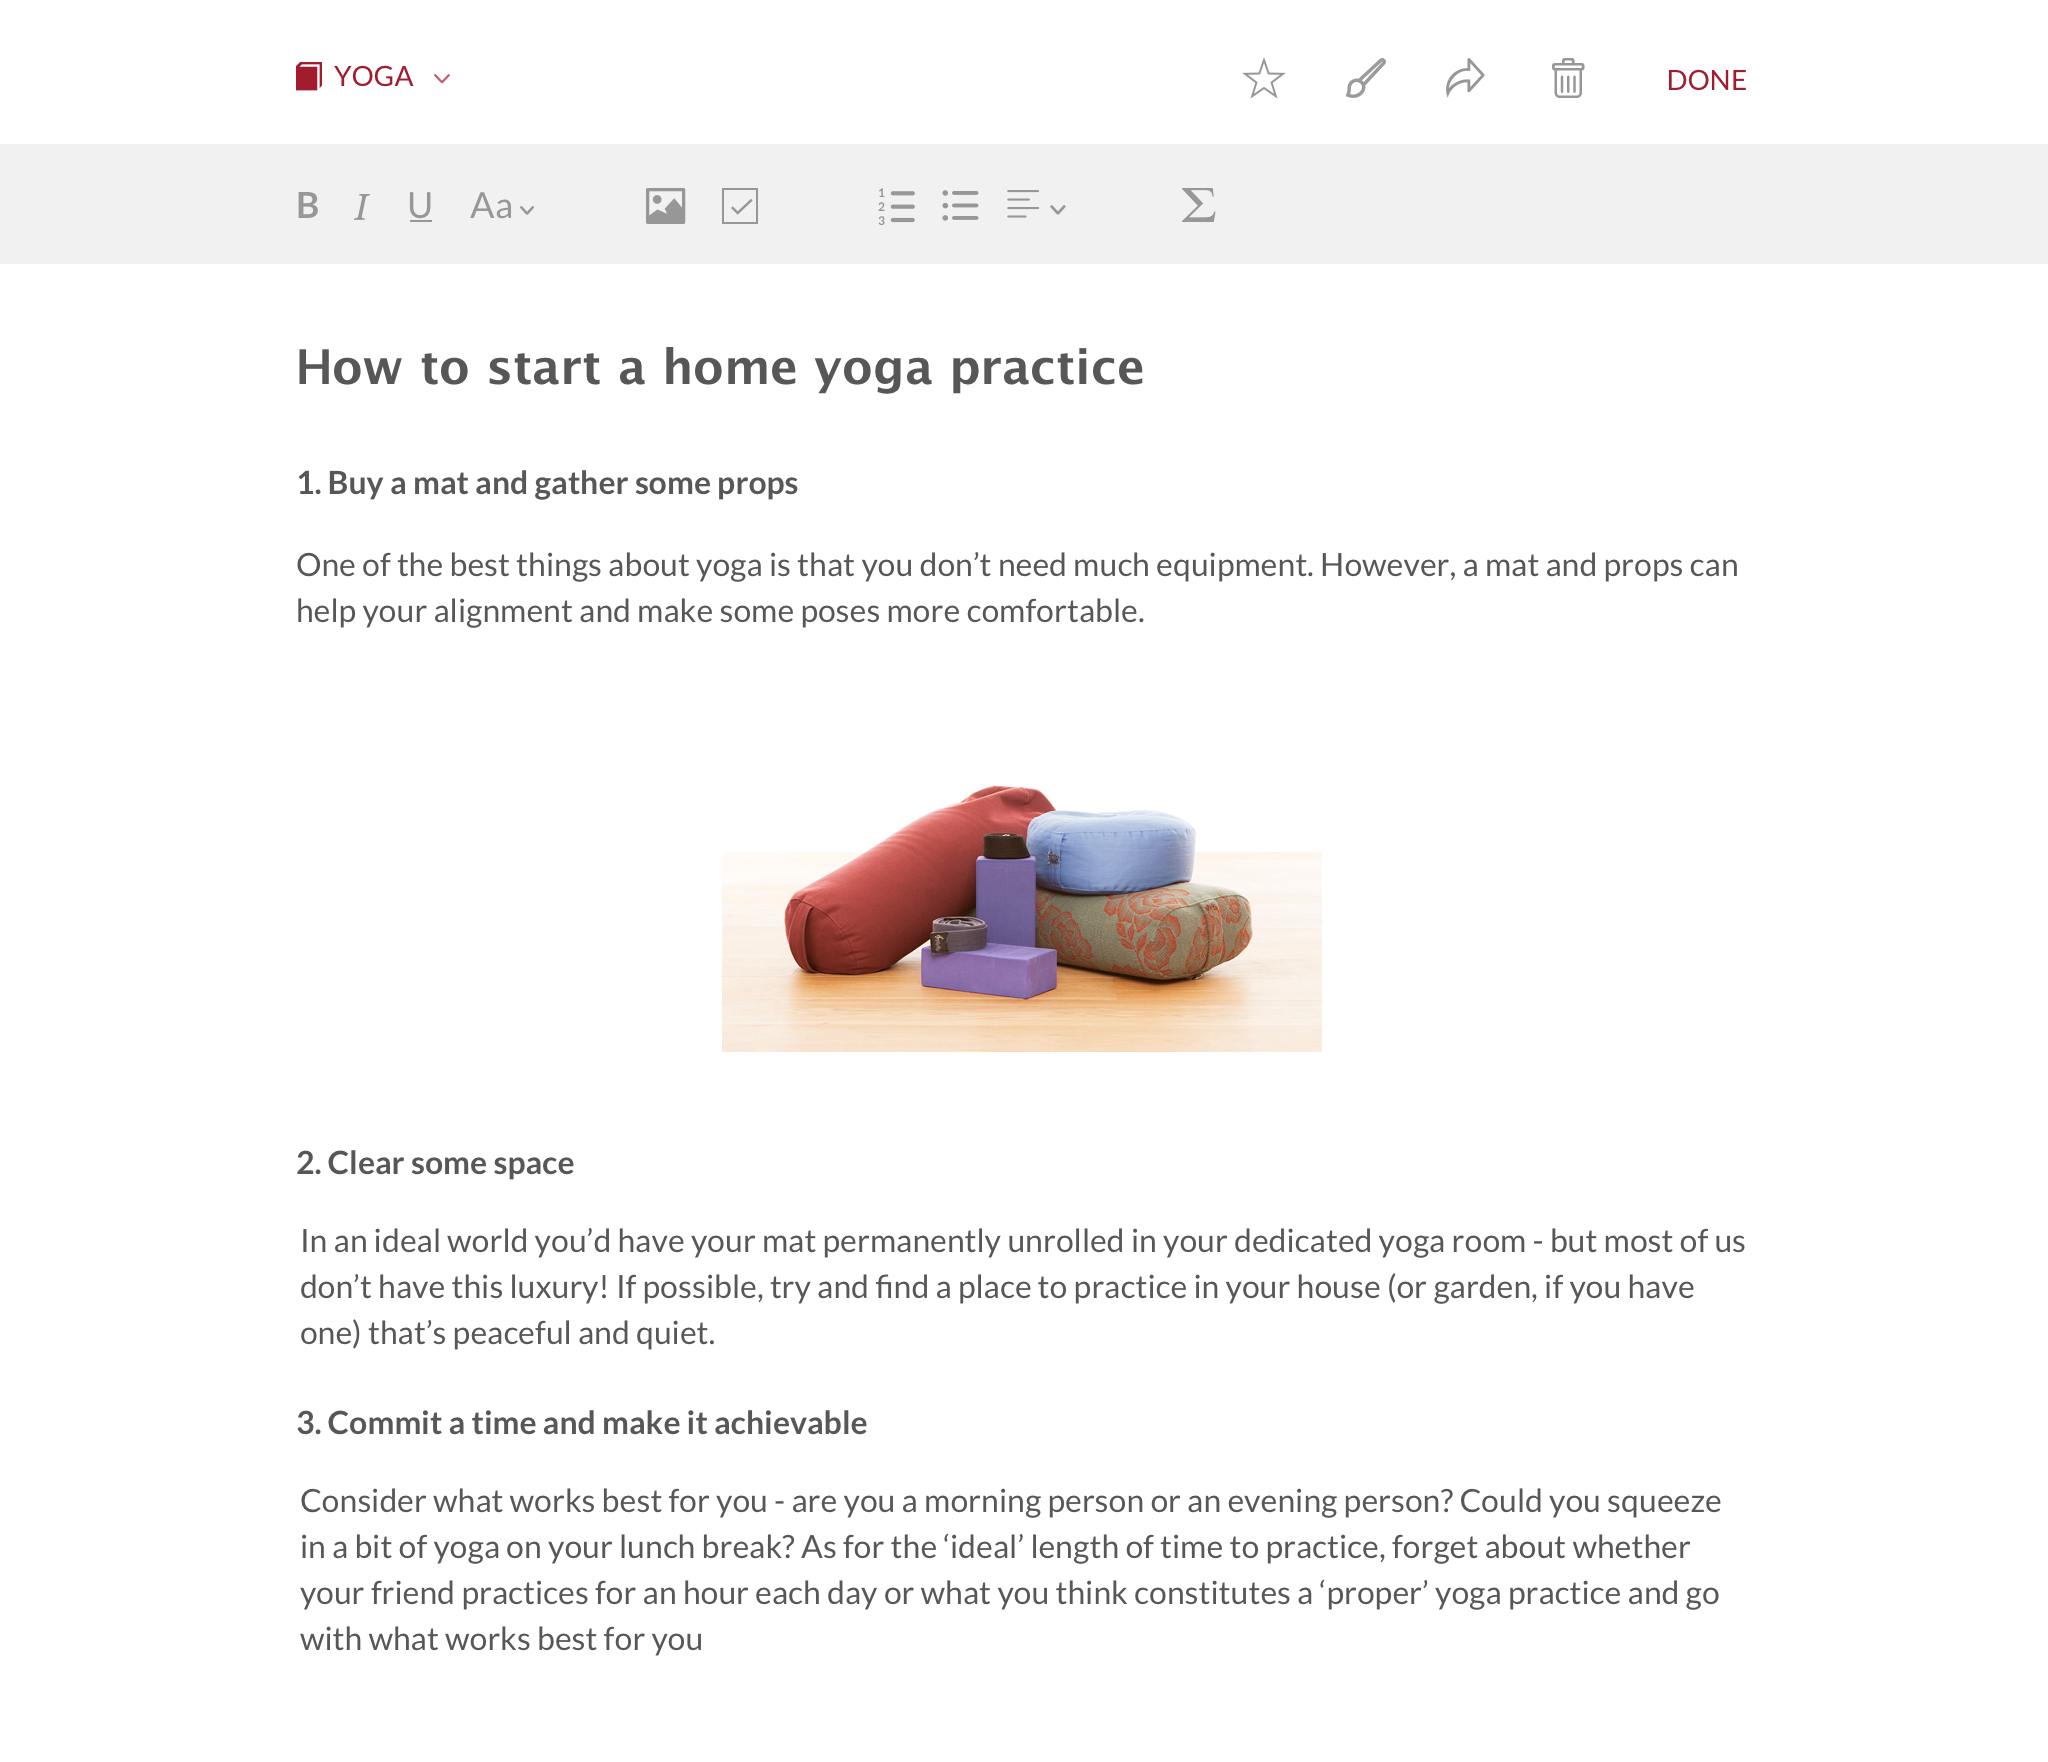 YOGA
DONE
B I U Aa
1
2
3
Σ
How to start a home yoga practice
1. Buy a mat and gather some props
One of the best things about yoga is that you don’t need much equipment. However, a mat and props can
help your alignment and make some poses more comfortable.
2. Clear some space
In an ideal world you’d have your mat permanently unrolled in your dedicated yoga room - but most of us
don’t have this luxury! If possible, try and find a place to practice in your house (or garden, if you have
one) that’s peaceful and quiet.
3. Commit a time and make it achievable
Consider what works best for you - are you a morning person or an evening person? Could you squeeze
in a bit of yoga on your lunch break? As for the ‘ideal’ length of time to practice, forget about whether
your friend practices for an hour each day or what you think constitutes a ‘proper’ yoga practice and go
with what works best for you